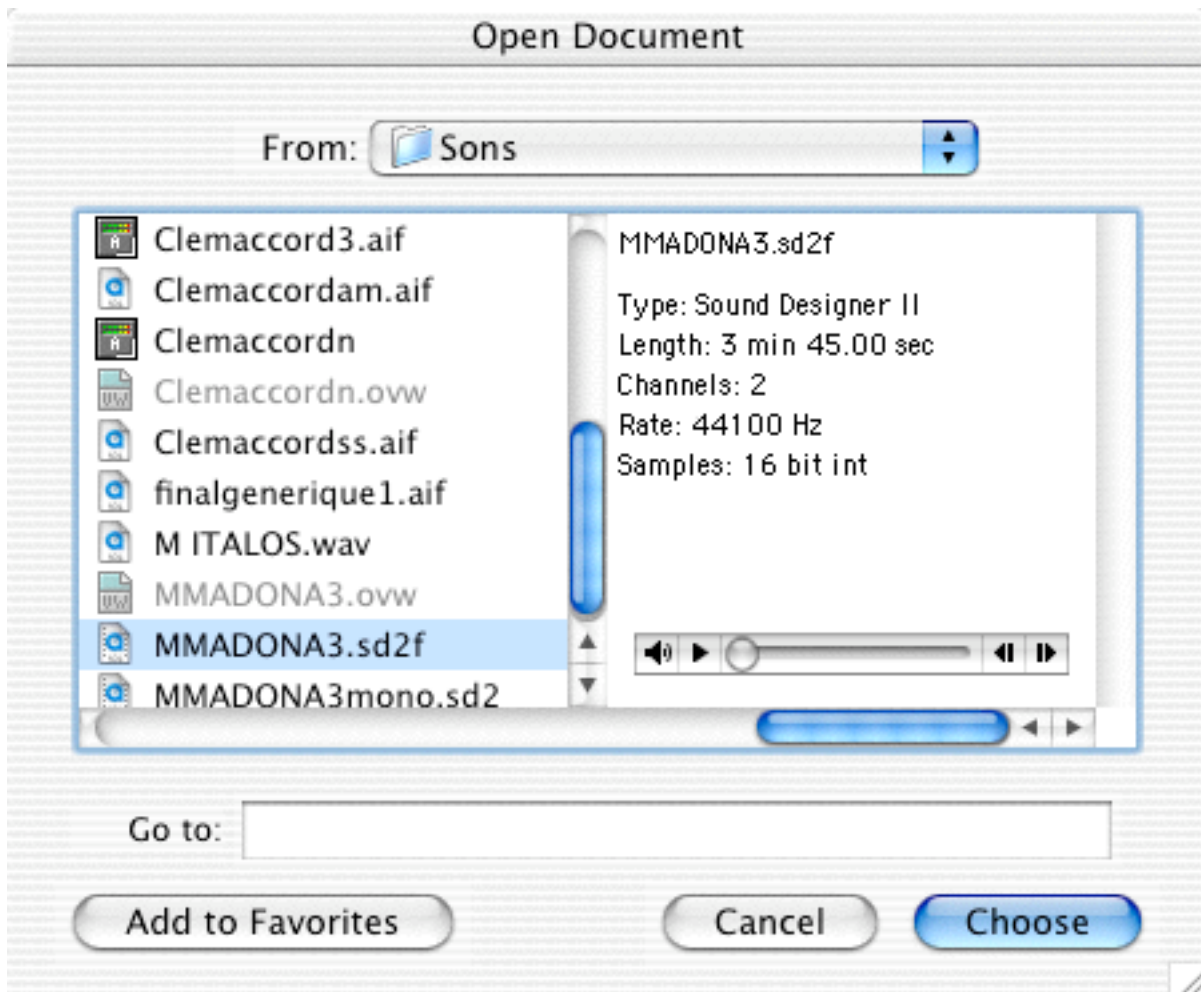 Open Document
From: Sons
Clemaccord3.aif
Clemaccordam.aif
Clemaccordn
Clemaccordn.ovw
Clemaccordss.aif
finalgenerique1.aif
M ITALOS.wav
MMADONA3.ovw
MMADONA3.sd2f
MMADONA3mono.sd2
MMADONA3.sd2f
Type: Sound Designer II
Length: 3 min 45.00 sec
Channels: 2
Rate: 44100 Hz
Samples: 16 bit int
Go to:
Add to Favorites
Cancel
Choose